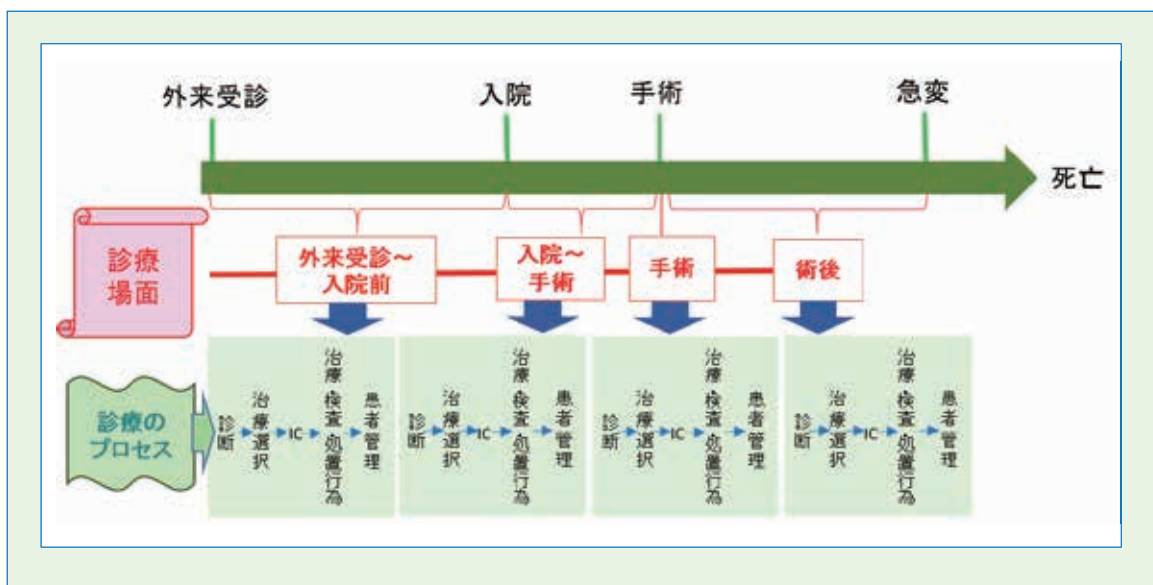 外来受診
入院
手術
急変
死亡
診療
場面
外来受診～
入院前
入院～
手術
手術
術後
診療の
プロセス
診断
治療選択
IC
治療・検査・処置行為
患者管理
診断
治療選択
IC
治療・検査・処置行為
患者管理
診断
治療選択
IC
治療・検査・処置行為
患者管理
診断
治療選択
IC
治療・検査・処置行為
患者管理